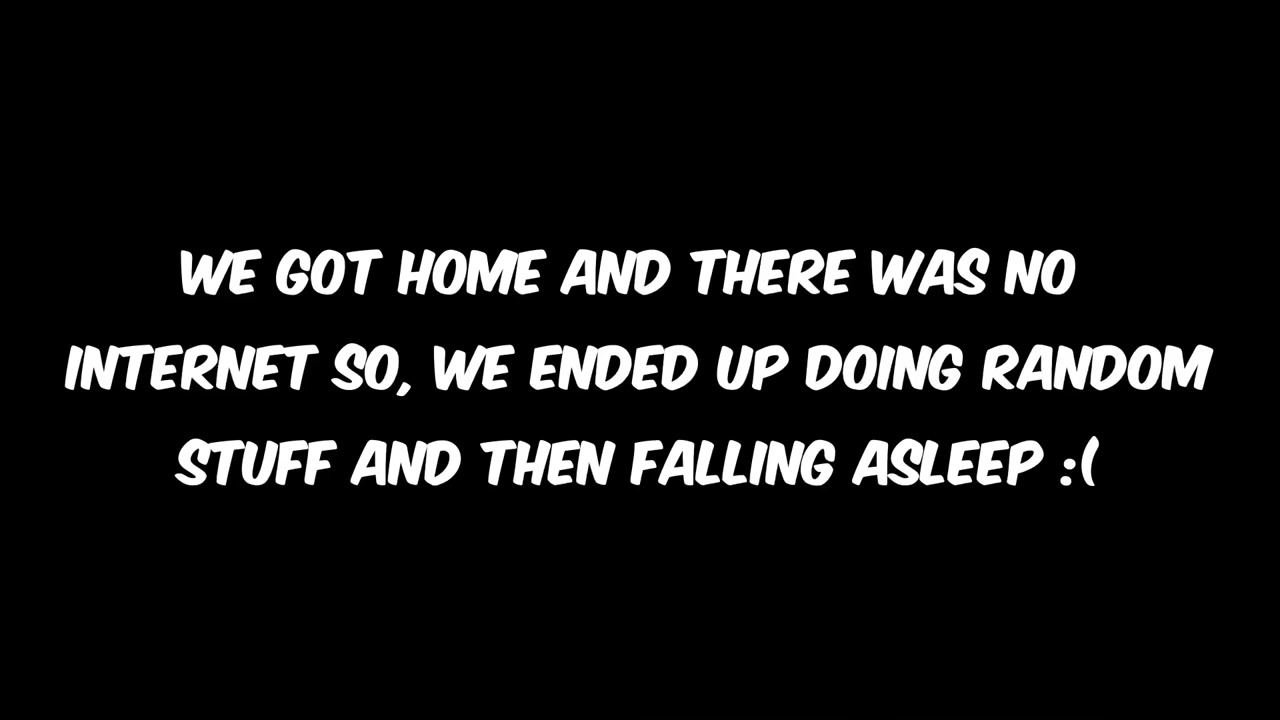 WE GOT HOME AND THERE WAS NO
INTERNET SO, WE ENDED UP DOING RANDOM
STUFF AND THEN FALLING ASLEEP :(